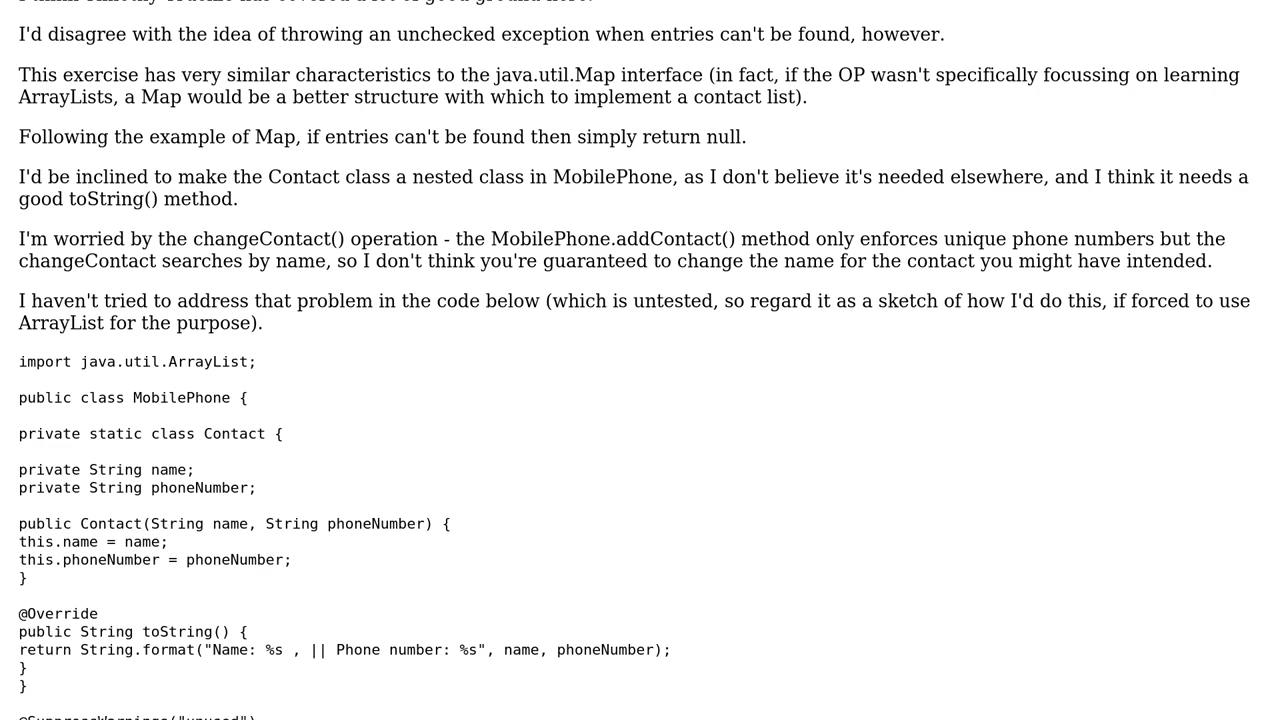 I'd disagree with the idea of throwing an unchecked exception when entries can't be found, however.
This exercise has very similar characteristics to the java.util.Map interface (in fact, if the OP wasn't specifically focussing on learning
ArrayLists, a Map would be a better structure with which to implement a contact list).
Following the example of Map, if entries can't be found then simply return null.
I'd be inclined to make the Contact class a nested class in MobilePhone, as I don't believe it's needed elsewhere, and I think it needs a
good toString() method.
I'm worried by the changeContact() operation - the MobilePhone.addContact() method only enforces unique phone numbers but the
changeContact searches by name, so I don't think you're guaranteed to change the name for the contact you might have intended.
I haven't tried to address that problem in the code below (which is untested, so regard it as a sketch of how I'd do this, if forced to use
ArrayList for the purpose).
import java.util.ArrayList;
public class MobilePhone {
private static class Contact {
private String name;
private String phoneNumber;
public Contact(String name, String phoneNumber) {
this.name = name;
this.phoneNumber = phoneNumber;
}
@Override
public String toString() {
return String.format("Name: %s , || Phone number: %s", name, phoneNumber);
}
}